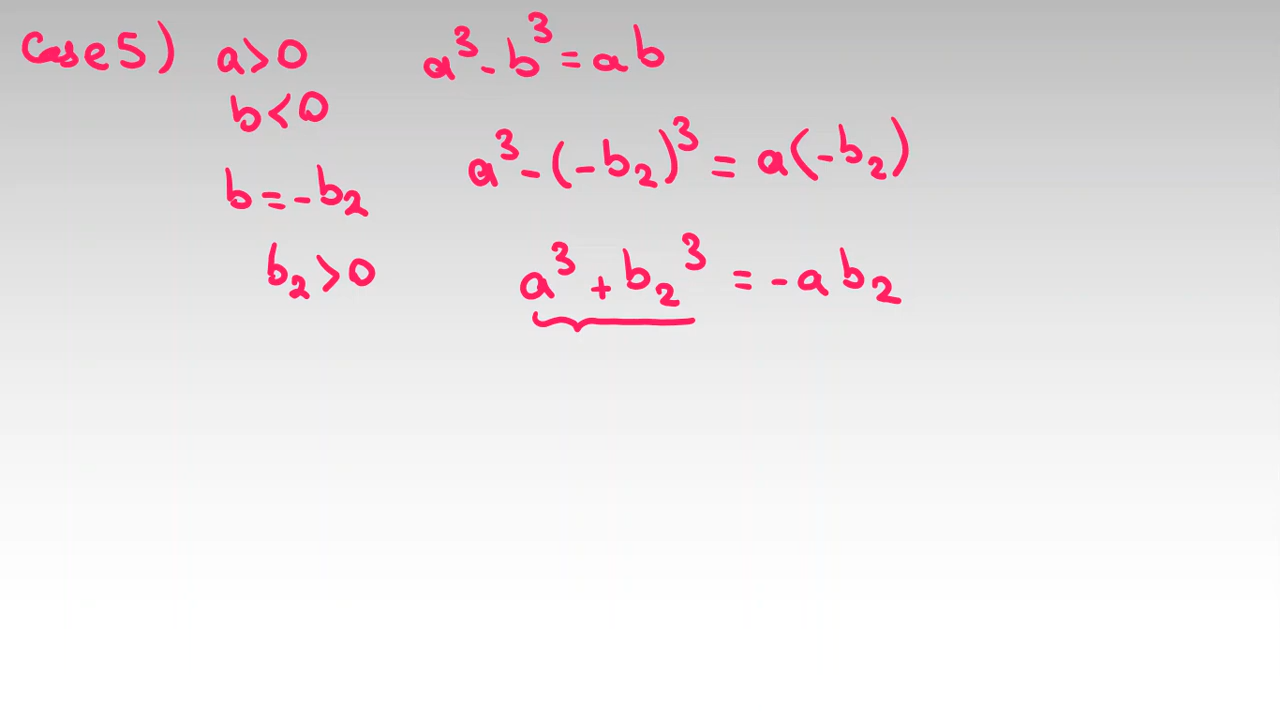 Case 5) a>0 a³-b³=ab
b<0
a³-(-b₂)³=a(-b₂)
b=-b₂
b₂>0 a³+b₂³=-ab₂